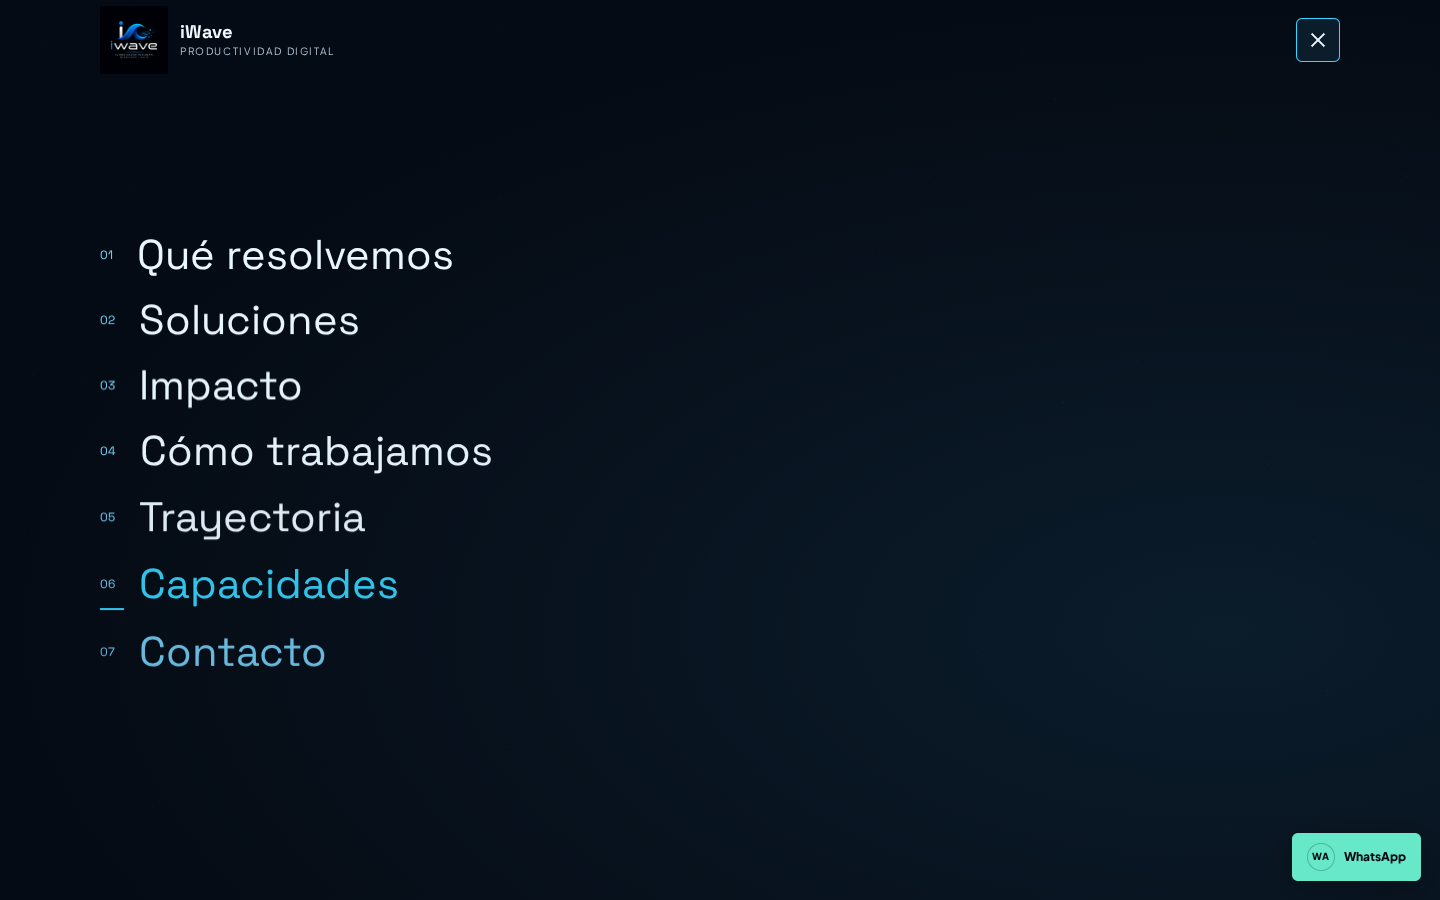 iwave
iWave
PRODUCTIVIDAD DIGITAL
01 Qué resolvemos
02 Soluciones
03 Impacto
04 Cómo trabajamos
05 Trayectoria
06 Capacidades
07 Contacto
WA WhatsApp